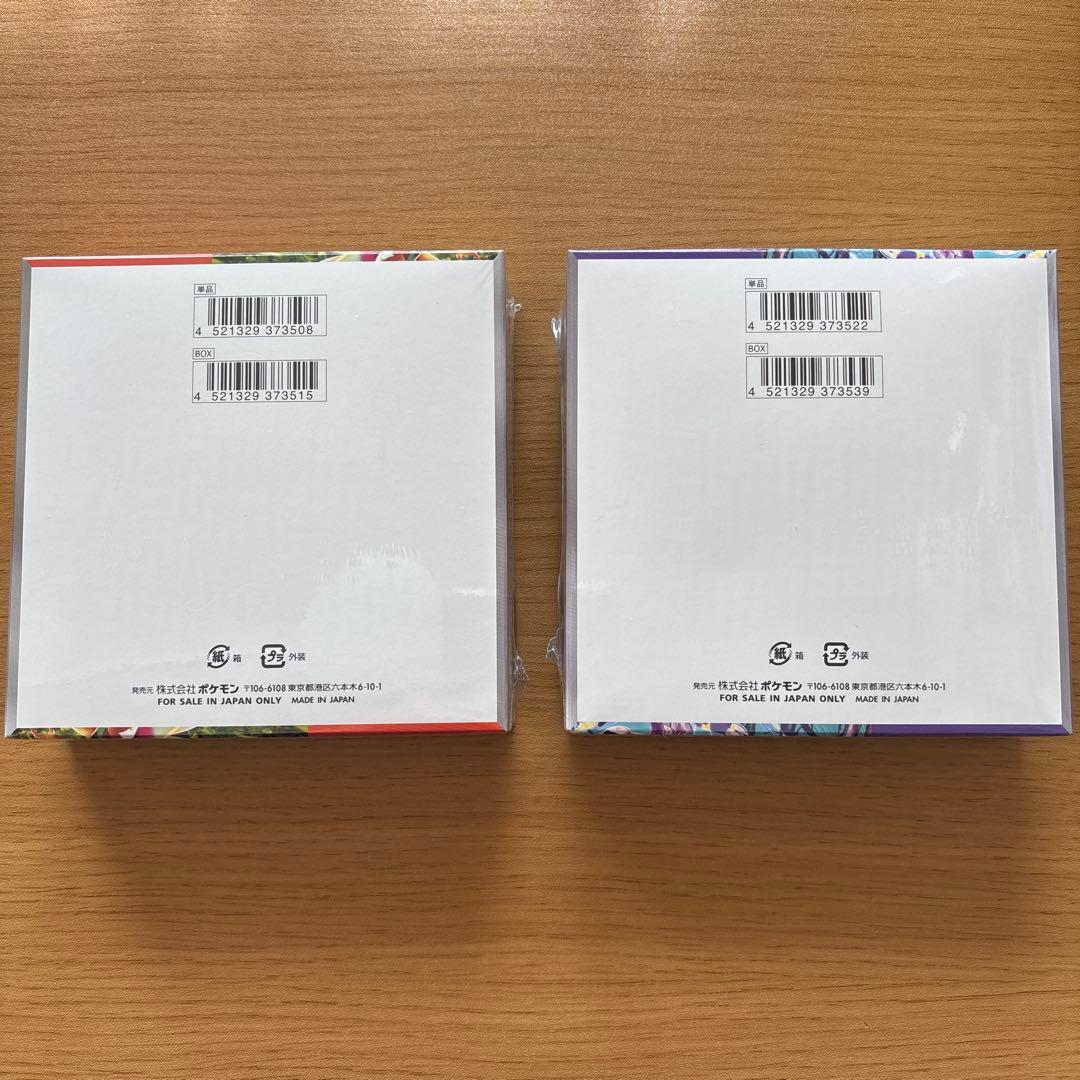 単品
4 521329 373508
BOX
4 521329 373515
紙 箱 プラ 外装
発売元 株式会社ポケモン 〒106-6108 東京都港区六本木6-10-1
FOR SALE IN JAPAN ONLY MADE IN JAPAN
単品
4 521329 373522
BOX
4 521329 373539
紙 箱 プラ 外装
発売元 株式会社ポケモン 〒106-6108 東京都港区六本木6-10-1
FOR SALE IN JAPAN ONLY MADE IN JAPAN